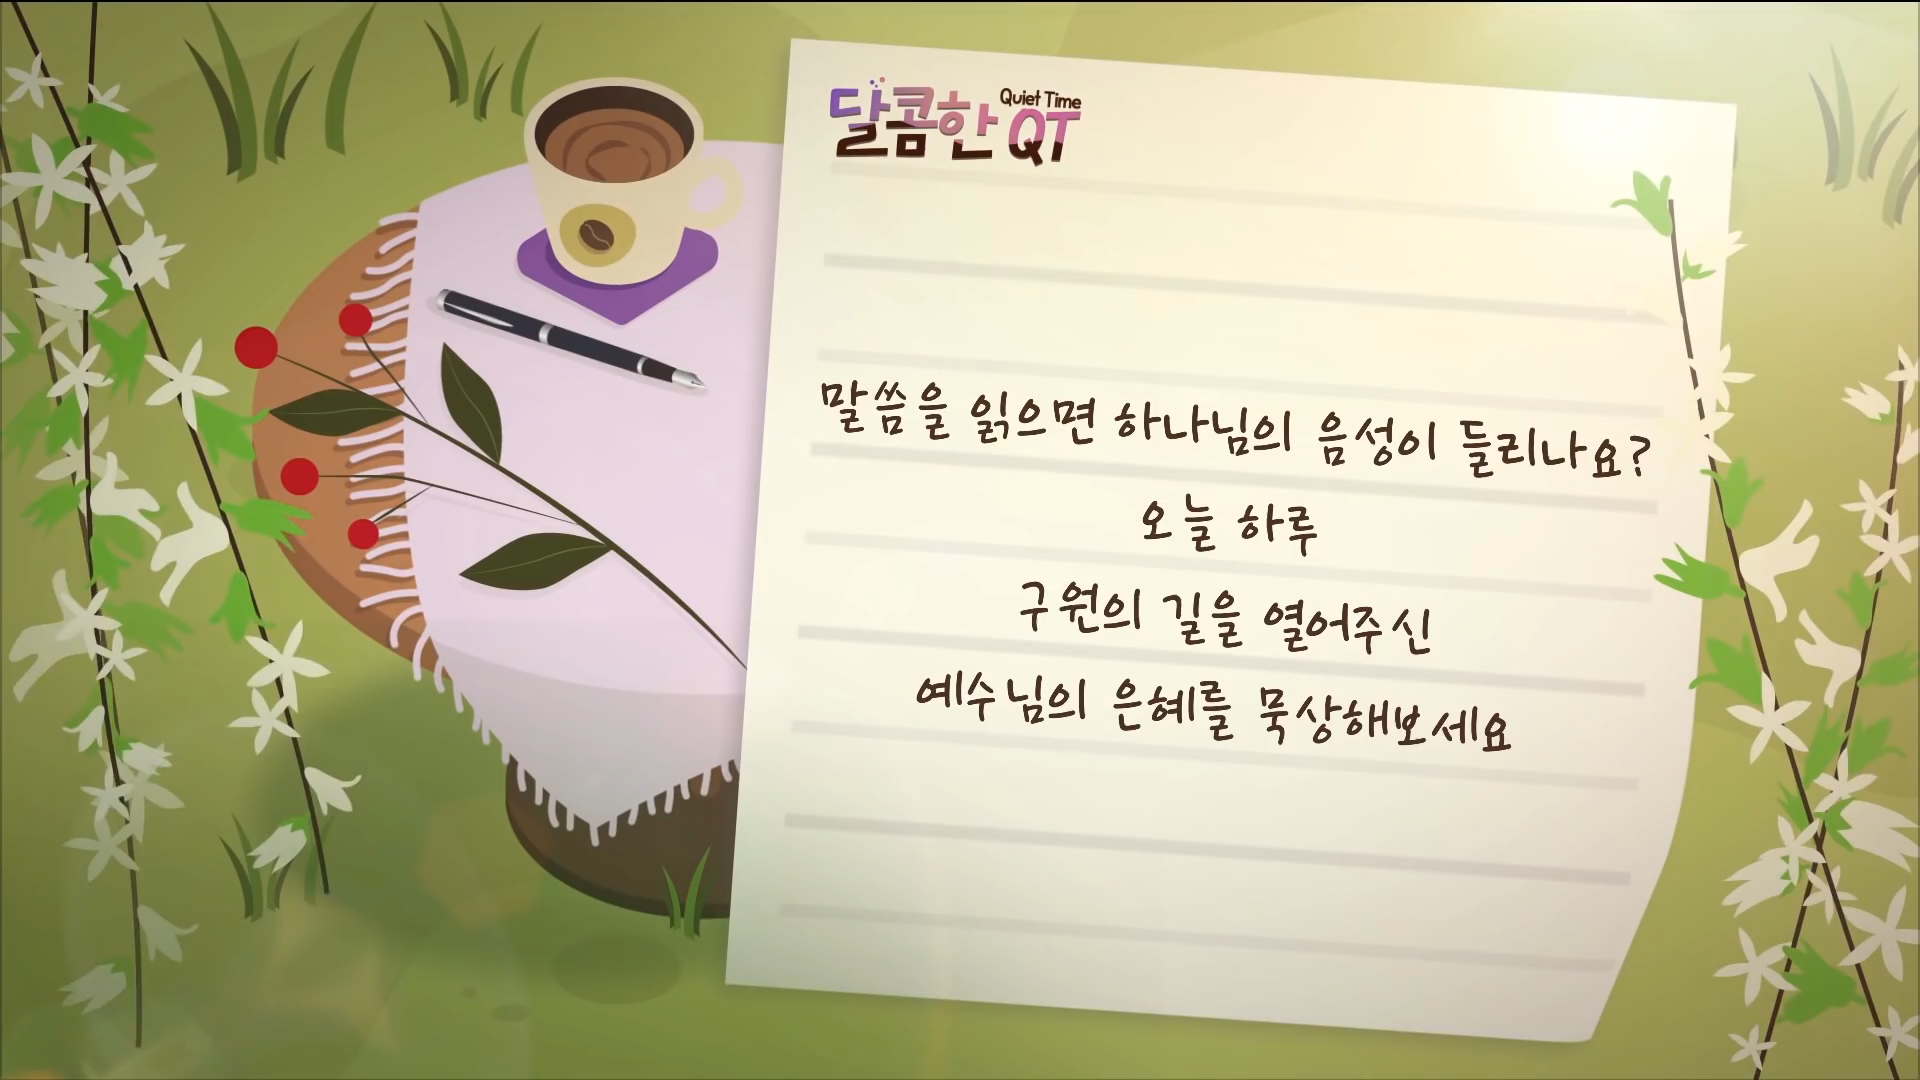 달콤한 QT
Quiet Time
말씀을 읽으면 하나님의 음성이 들리나요?
오늘 하루
구원의 길을 열어주신
예수님의 은혜를 묵상해보세요